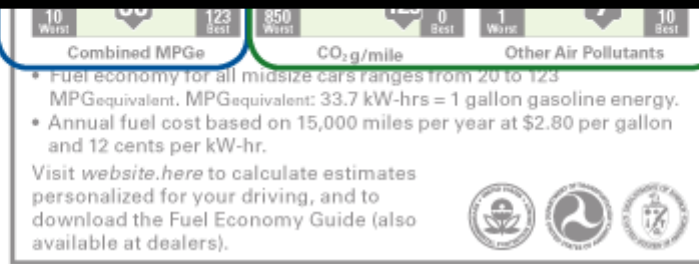 10 Worst 123 Best 850 Worst 0 Best 1 Worst 10 Best
Combined MPGe CO₂ g/mile Other Air Pollutants
• Fuel economy for all midsize cars ranges from 20 to 123
MPGequivalent. MPGequivalent: 33.7 kW-hrs = 1 gallon gasoline energy.
• Annual fuel cost based on 15,000 miles per year at $2.80 per gallon
and 12 cents per kW-hr.
Visit website.here to calculate estimates
personalized for your driving, and to
download the Fuel Economy Guide (also
available at dealers).